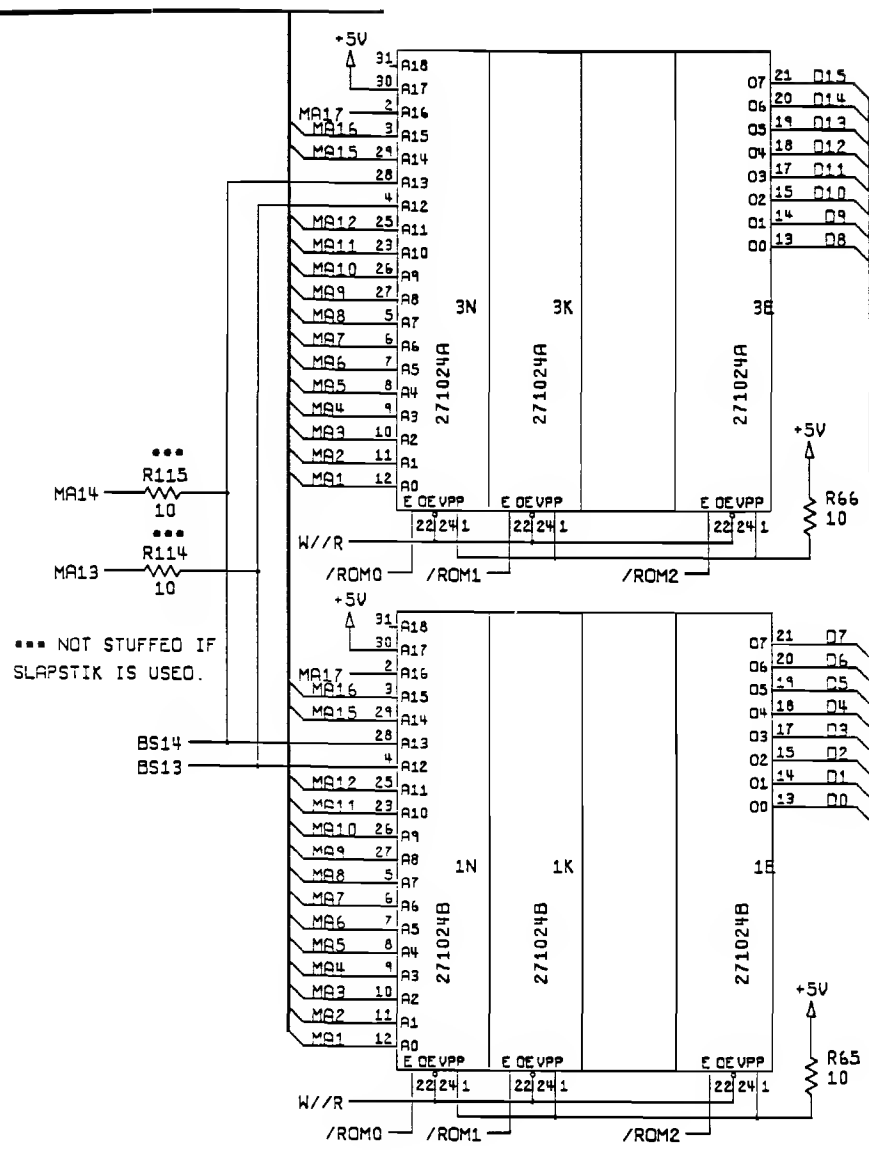 +5V
31 A18
30 A17
MA17 2 A16
MA16 3 A15
MA15 29 A14
28 A13
4 A12
MA12 25 A11
MA11 23 A10
MA10 26 A9
MA9 27 A8
MA8 5 A7
MA7 6 A6
MA6 7 A5
MA5 8 A4
MA4 9 A3
MA3 10 A2
MA2 11 A1
MA1 12 A0
O7 21 D15
O6 20 D14
O5 19 D13
O4 18 D12
O3 17 D11
O2 15 D10
O1 14 D9
O0 13 D8
3N 3K 3E
271024A 271024A 271024A
E OE VPP E OE VPP E OE VPP
22 24 1 22 24 1 22 24 1
W//R
/ROM0 /ROM1 /ROM2
+5V
R66
10
•••
R115
MA14
10
•••
R114
MA13
10
••• NOT STUFFED IF
SLAPSTIK IS USED.
BS14
BS13
+5V
31 A18
30 A17
MA17 2 A16
MA16 3 A15
MA15 29 A14
28 A13
4 A12
MA12 25 A11
MA11 23 A10
MA10 26 A9
MA9 27 A8
MA8 5 A7
MA7 6 A6
MA6 7 A5
MA5 8 A4
MA4 9 A3
MA3 10 A2
MA2 11 A1
MA1 12 A0
O7 21 D7
O6 20 D6
O5 19 D5
O4 18 D4
O3 17 D3
O2 15 D2
O1 14 D1
O0 13 D0
1N 1K 1E
271024B 271024B 271024B
E OE VPP E OE VPP E OE VPP
22 24 1 22 24 1 22 24 1
W//R
/ROM0 /ROM1 /ROM2
+5V
R65
10